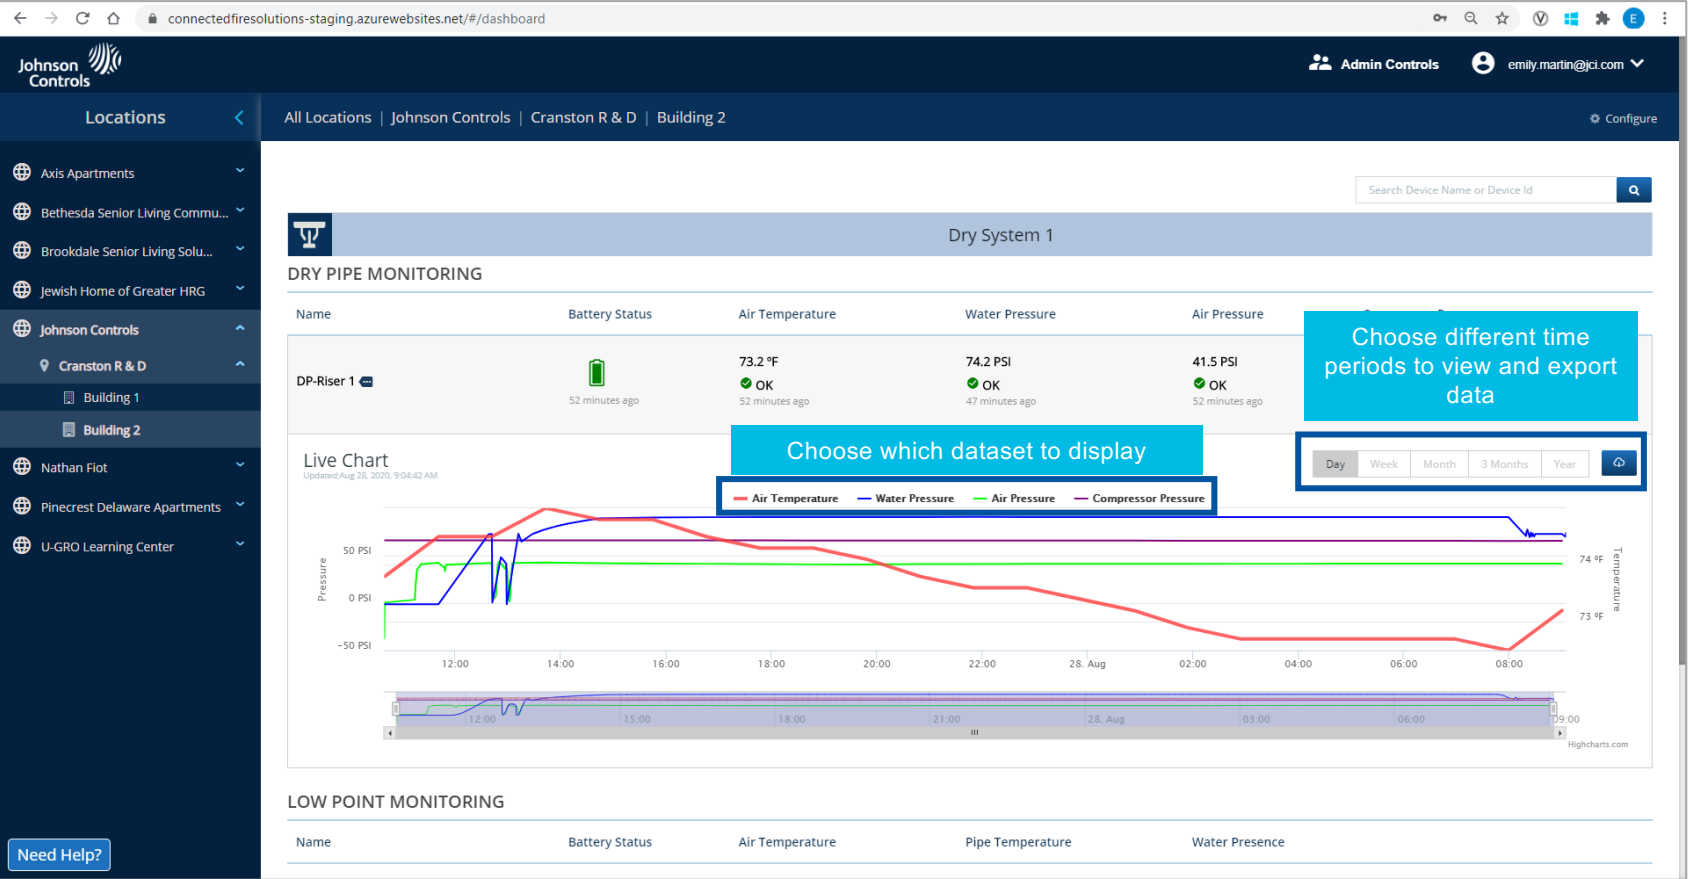 connectedfiresolutions-staging.azurewebsites.net/#/dashboard
E
Johnson
Controls
Admin Controls
emily.martin@jci.com
Locations
All Locations | Johnson Controls | Cranston R & D | Building 2
Configure
Axis Apartments
Bethesda Senior Living Commu...
Brookdale Senior Living Solu...
Jewish Home of Greater HRG
Johnson Controls
Cranston R & D
Building 1
Building 2
Nathan Fiot
Pinecrest Delaware Apartments
U-GRO Learning Center
Need Help?
Search Device Name or Device Id
Dry System 1
DRY PIPE MONITORING
Name Battery Status Air Temperature Water Pressure Air Pressure
DP-Riser 1
73.2 ºF 74.2 PSI 41.5 PSI
OK OK OK
52 minutes ago 52 minutes ago 47 minutes ago 52 minutes ago
Choose different time
periods to view and export
data
Choose which dataset to display
Live Chart
Updated:Aug 28, 2020, 9:04:42 AM
Day Week Month 3 Months Year
Air Temperature Water Pressure Air Pressure Compressor Pressure
Pressure
50 PSI
0 PSI
−50 PSI
74 ºF
73 ºF
Temperature
12:00 14:00 16:00 18:00 20:00 22:00 28. Aug 02:00 04:00 06:00 08:00
12:00 15:00 18:00 21:00 28. Aug 03:00 06:00 09:00
Highcharts.com
LOW POINT MONITORING
Name Battery Status Air Temperature Pipe Temperature Water Presence